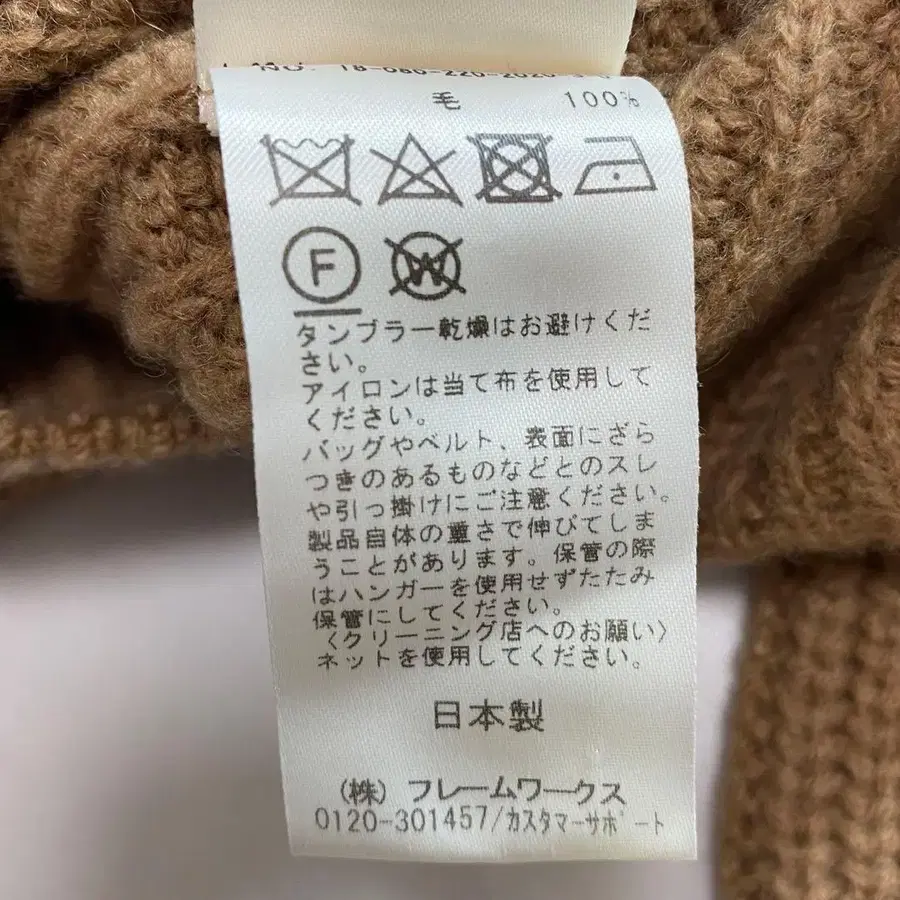 毛 100%
F
W
タンブラー乾燥はお避けくだ
さい。
アイロンは当て布を使用して
ください。
バッグやベルト、表面にざら
つきのあるものなどとのスレ
や引っ掛けにご注意ください。
製品自体の重さで伸びてしま
うことがあります。保管の際
はハンガーを使用せずたたみ
保管にしてください。
〈クリーニング店へのお願い〉
ネットを使用してください。
日本製
(株) フレームワークス
0120-301457/カスタマーサポート